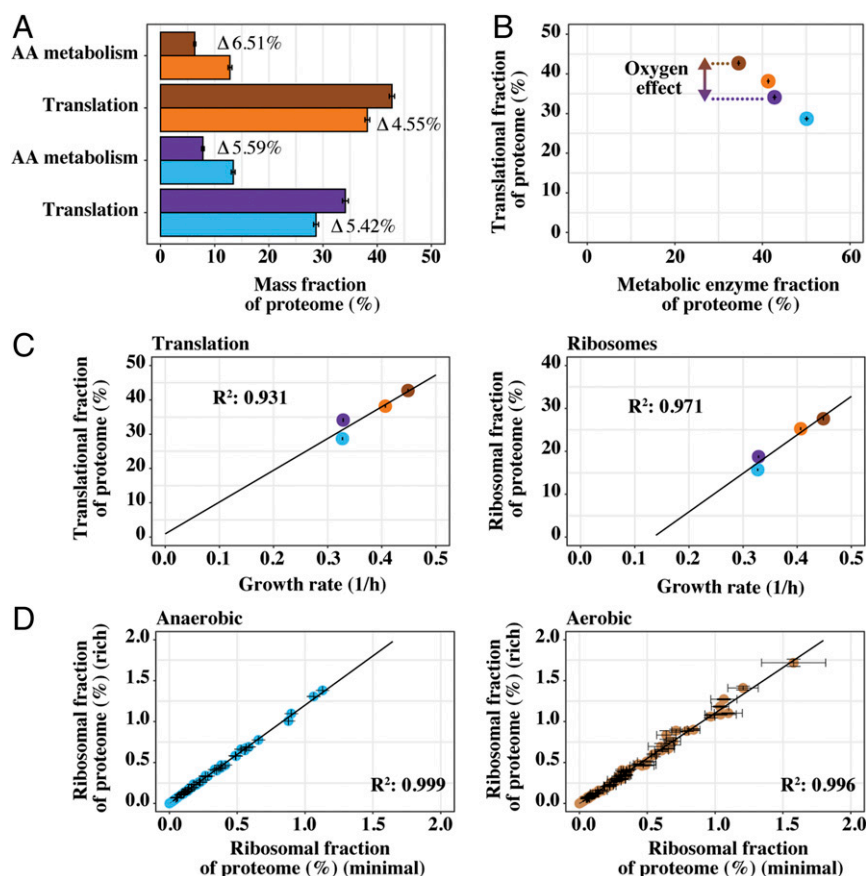 A
AA metabolism
Translation
AA metabolism
Translation
Δ 6.51%
Δ 4.55%
Δ 5.59%
Δ 5.42%
0 10 20 30 40 50
Mass fraction
of proteome (%)
B
Translational fraction
of proteome (%)
50
40
30
20
10
0
Oxygen
effect
0 20 40 60
Metabolic enzyme fraction
of proteome (%)
C
Translation
Translational fraction
of proteome (%)
50
40
30
20
10
0
R²: 0.931
0.0 0.1 0.2 0.3 0.4 0.5
Growth rate (1/h)
Ribosomes
Ribosomal fraction
of proteome (%)
40
30
20
10
0
R²: 0.971
0.0 0.1 0.2 0.3 0.4 0.5
Growth rate (1/h)
D
Anaerobic
Ribosomal fraction
of proteome (%) (rich)
2.0
1.5
1.0
0.5
0.0
R²: 0.999
0.0 0.5 1.0 1.5 2.0
Ribosomal fraction
of proteome (%) (minimal)
Aerobic
Ribosomal fraction
of proteome (%) (rich)
2.0
1.5
1.0
0.5
0.0
R²: 0.996
0.0 0.5 1.0 1.5 2.0
Ribosomal fraction
of proteome (%) (minimal)